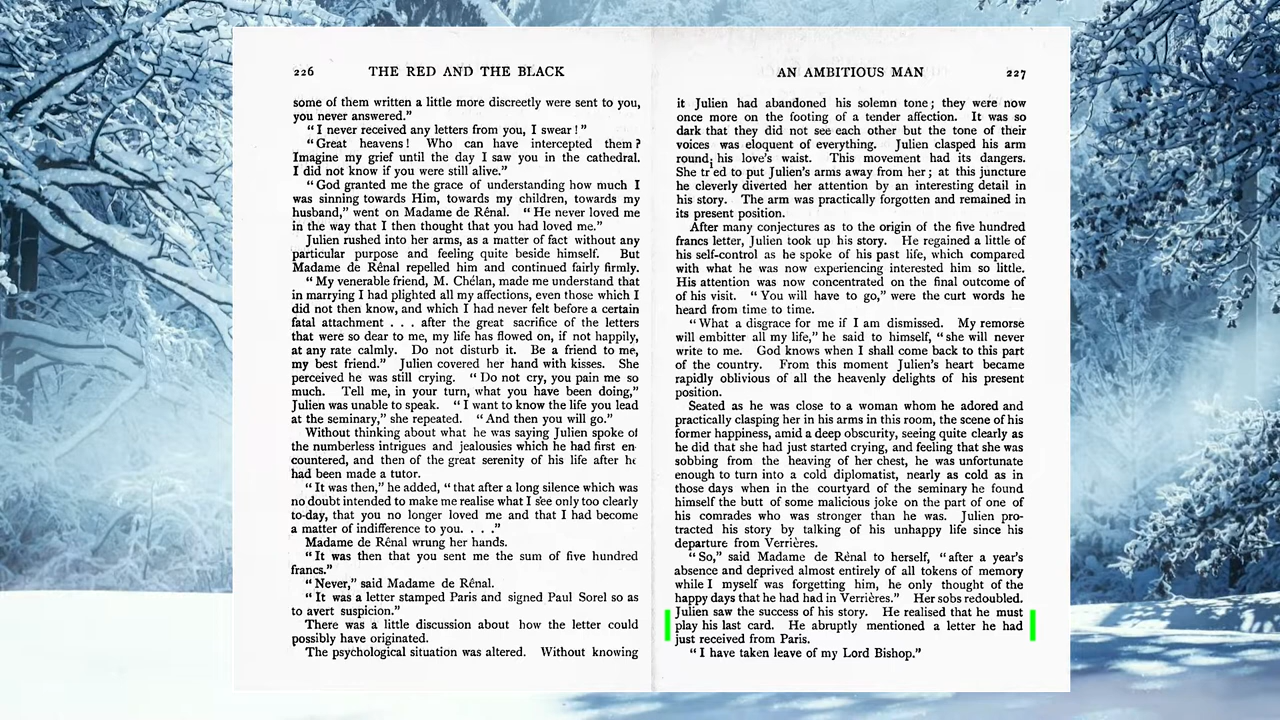 226 THE RED AND THE BLACK
some of them written a little more discreetly were sent to you,
you never answered.”
“I never received any letters from you, I swear!”
“Great heavens! Who can have intercepted them?
Imagine my grief until the day I saw you in the cathedral.
I did not know if you were still alive.”
“God granted me the grace of understanding how much I
was sinning towards Him, towards my children, towards my
husband,” went on Madame de Rênal. “He never loved me
in the way that I then thought that you had loved me.”
Julien rushed into her arms, as a matter of fact without any
particular purpose and feeling quite beside himself. But
Madame de Rênal repelled him and continued fairly firmly.
“My venerable friend, M. Chélan, made me understand that
in marrying I had plighted all my affections, even those which I
did not then know, and which I had never felt before a certain
fatal attachment . . . after the great sacrifice of the letters
that were so dear to me, my life has flowed on, if not happily,
at any rate calmly. Do not disturb it. Be a friend to me,
my best friend.” Julien covered her hand with kisses. She
perceived he was still crying. “Do not cry, you pain me so
much. Tell me, in your turn, what you have been doing,”
Julien was unable to speak. “I want to know the life you lead
at the seminary,” she repeated. “And then you will go.”
Without thinking about what he was saying Julien spoke of
the numberless intrigues and jealousies which he had first en-
countered, and then of the great serenity of his life after he
had been made a tutor.
“It was then,” he added, “that after a long silence which was
no doubt intended to make me realise what I see only too clearly
to-day, that you no longer loved me and that I had become
a matter of indifference to you. . . .”
Madame de Rênal wrung her hands.
“It was then that you sent me the sum of five hundred
francs.”
“Never,” said Madame de Rênal.
“It was a letter stamped Paris and signed Paul Sorel so as
to avert suspicion.”
There was a little discussion about how the letter could
possibly have originated.
The psychological situation was altered. Without knowing
AN AMBITIOUS MAN 227
it Julien had abandoned his solemn tone; they were now
once more on the footing of a tender affection. It was so
dark that they did not see each other but the tone of their
voices was eloquent of everything. Julien clasped his arm
round his love's waist. This movement had its dangers.
She tried to put Julien's arms away from her; at this juncture
he cleverly diverted her attention by an interesting detail in
his story. The arm was practically forgotten and remained in
its present position.
After many conjectures as to the origin of the five hundred
francs letter, Julien took up his story. He regained a little of
his self-control as he spoke of his past life, which compared
with what he was now experiencing interested him so little.
His attention was now concentrated on the final outcome of
of his visit. “You will have to go,” were the curt words he
heard from time to time.
“What a disgrace for me if I am dismissed. My remorse
will embitter all my life,” he said to himself, “she will never
write to me. God knows when I shall come back to this part
of the country. From this moment Julien's heart became
rapidly oblivious of all the heavenly delights of his present
position.
Seated as he was close to a woman whom he adored and
practically clasping her in his arms in this room, the scene of his
former happiness, amid a deep obscurity, seeing quite clearly as
he did that she had just started crying, and feeling that she was
sobbing from the heaving of her chest, he was unfortunate
enough to turn into a cold diplomatist, nearly as cold as in
those days when in the courtyard of the seminary he found
himself the butt of some malicious joke on the part of one of
his comrades who was stronger than he was. Julien pro-
tracted his story by talking of his unhappy life since his
departure from Verrières.
“So,” said Madame de Rènal to herself, “after a year's
absence and deprived almost entirely of all tokens of memory
while I myself was forgetting him, he only thought of the
happy days that he had had in Verrières.” Her sobs redoubled.
Julien saw the success of his story. He realised that he must
play his last card. He abruptly mentioned a letter he had
just received from Paris.
“I have taken leave of my Lord Bishop.”